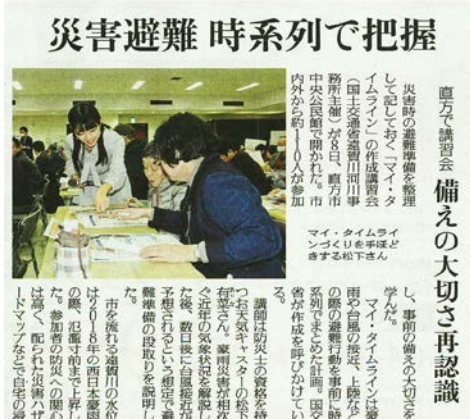 災害避難 時系列で把握
直方で講習会
備えの大切さ再認識
災害時の避難準備を整理
して記しておく「マイ・タ
イムライン」の作成講習会
(国土交通省遠賀川河川事
務所主催)が8日、直方市
中央公民館で開かれた。市
内外から約110人が参加
し、事前の備えの大切さを
学んだ。
マイ・タイムラインは
雨や台風の接近、上陸な
の際の避難行動を事前に
系列でまとめた計画。国交
省が作成を呼びかけてい
る。
講師は防災士の資格を持
つお天気キャスターの松下
有菜さん。豪雨災害が相次
ぐ近年の気象状況を解説し
た後、数日後に台風接近が
予想されるという想定で避
難準備の段取りを説明し
た。
市を流れる遠賀川の水位
は2018年の西日本豪雨
の際、氾濫寸前まで上昇し
た。参加者の防災への関心
は高く、配られた災害ハザ
ードマップなどで自宅の
マイ・タイムライ
ンづくりを手ほど
きする松下さん